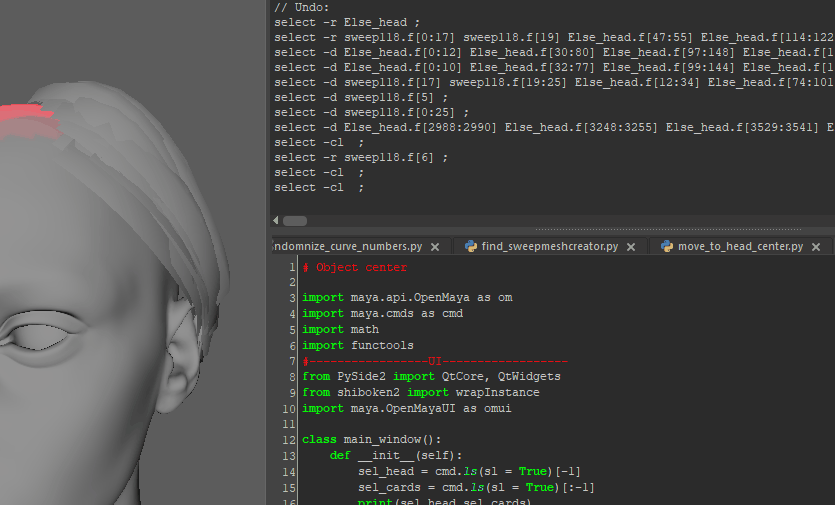 // Undo:
select -r Else_head ;
select -r sweep118.f[0:17] sweep118.f[19] Else_head.f[47:55] Else_head.f[114:122
select -d Else_head.f[0:12] Else_head.f[30:80] Else_head.f[97:148] Else_head.f[1
select -d Else_head.f[0:10] Else_head.f[32:77] Else_head.f[99:144] Else_head.f[1
select -d sweep118.f[17] sweep118.f[19:25] Else_head.f[12:34] Else_head.f[74:101
select -d sweep118.f[5] ;
select -d sweep118.f[0:25] ;
select -d Else_head.f[2988:2990] Else_head.f[3248:3255] Else_head.f[3529:3541] E
select -cl  ;
select -r sweep118.f[6] ;
select -cl  ;
select -cl  ;
ndomnize_curve_numbers.py × find_sweepmeshcreator.py × move_to_head_center.py ×
1 # Object center
2
3 import maya.api.OpenMaya as om
4 import maya.cmds as cmd
5 import math
6 import functools
7 #---------------UI----------------
8 from PySide2 import QtCore, QtWidgets
9 from shiboken2 import wrapInstance
10 import maya.OpenMayaUI as omui
11
12 class main_window():
13     def __init__(self):
14         sel_head = cmd.ls(sl = True)[-1]
15         sel_cards = cmd.ls(sl = True)[:-1]
16         print(sel_head,sel_cards)